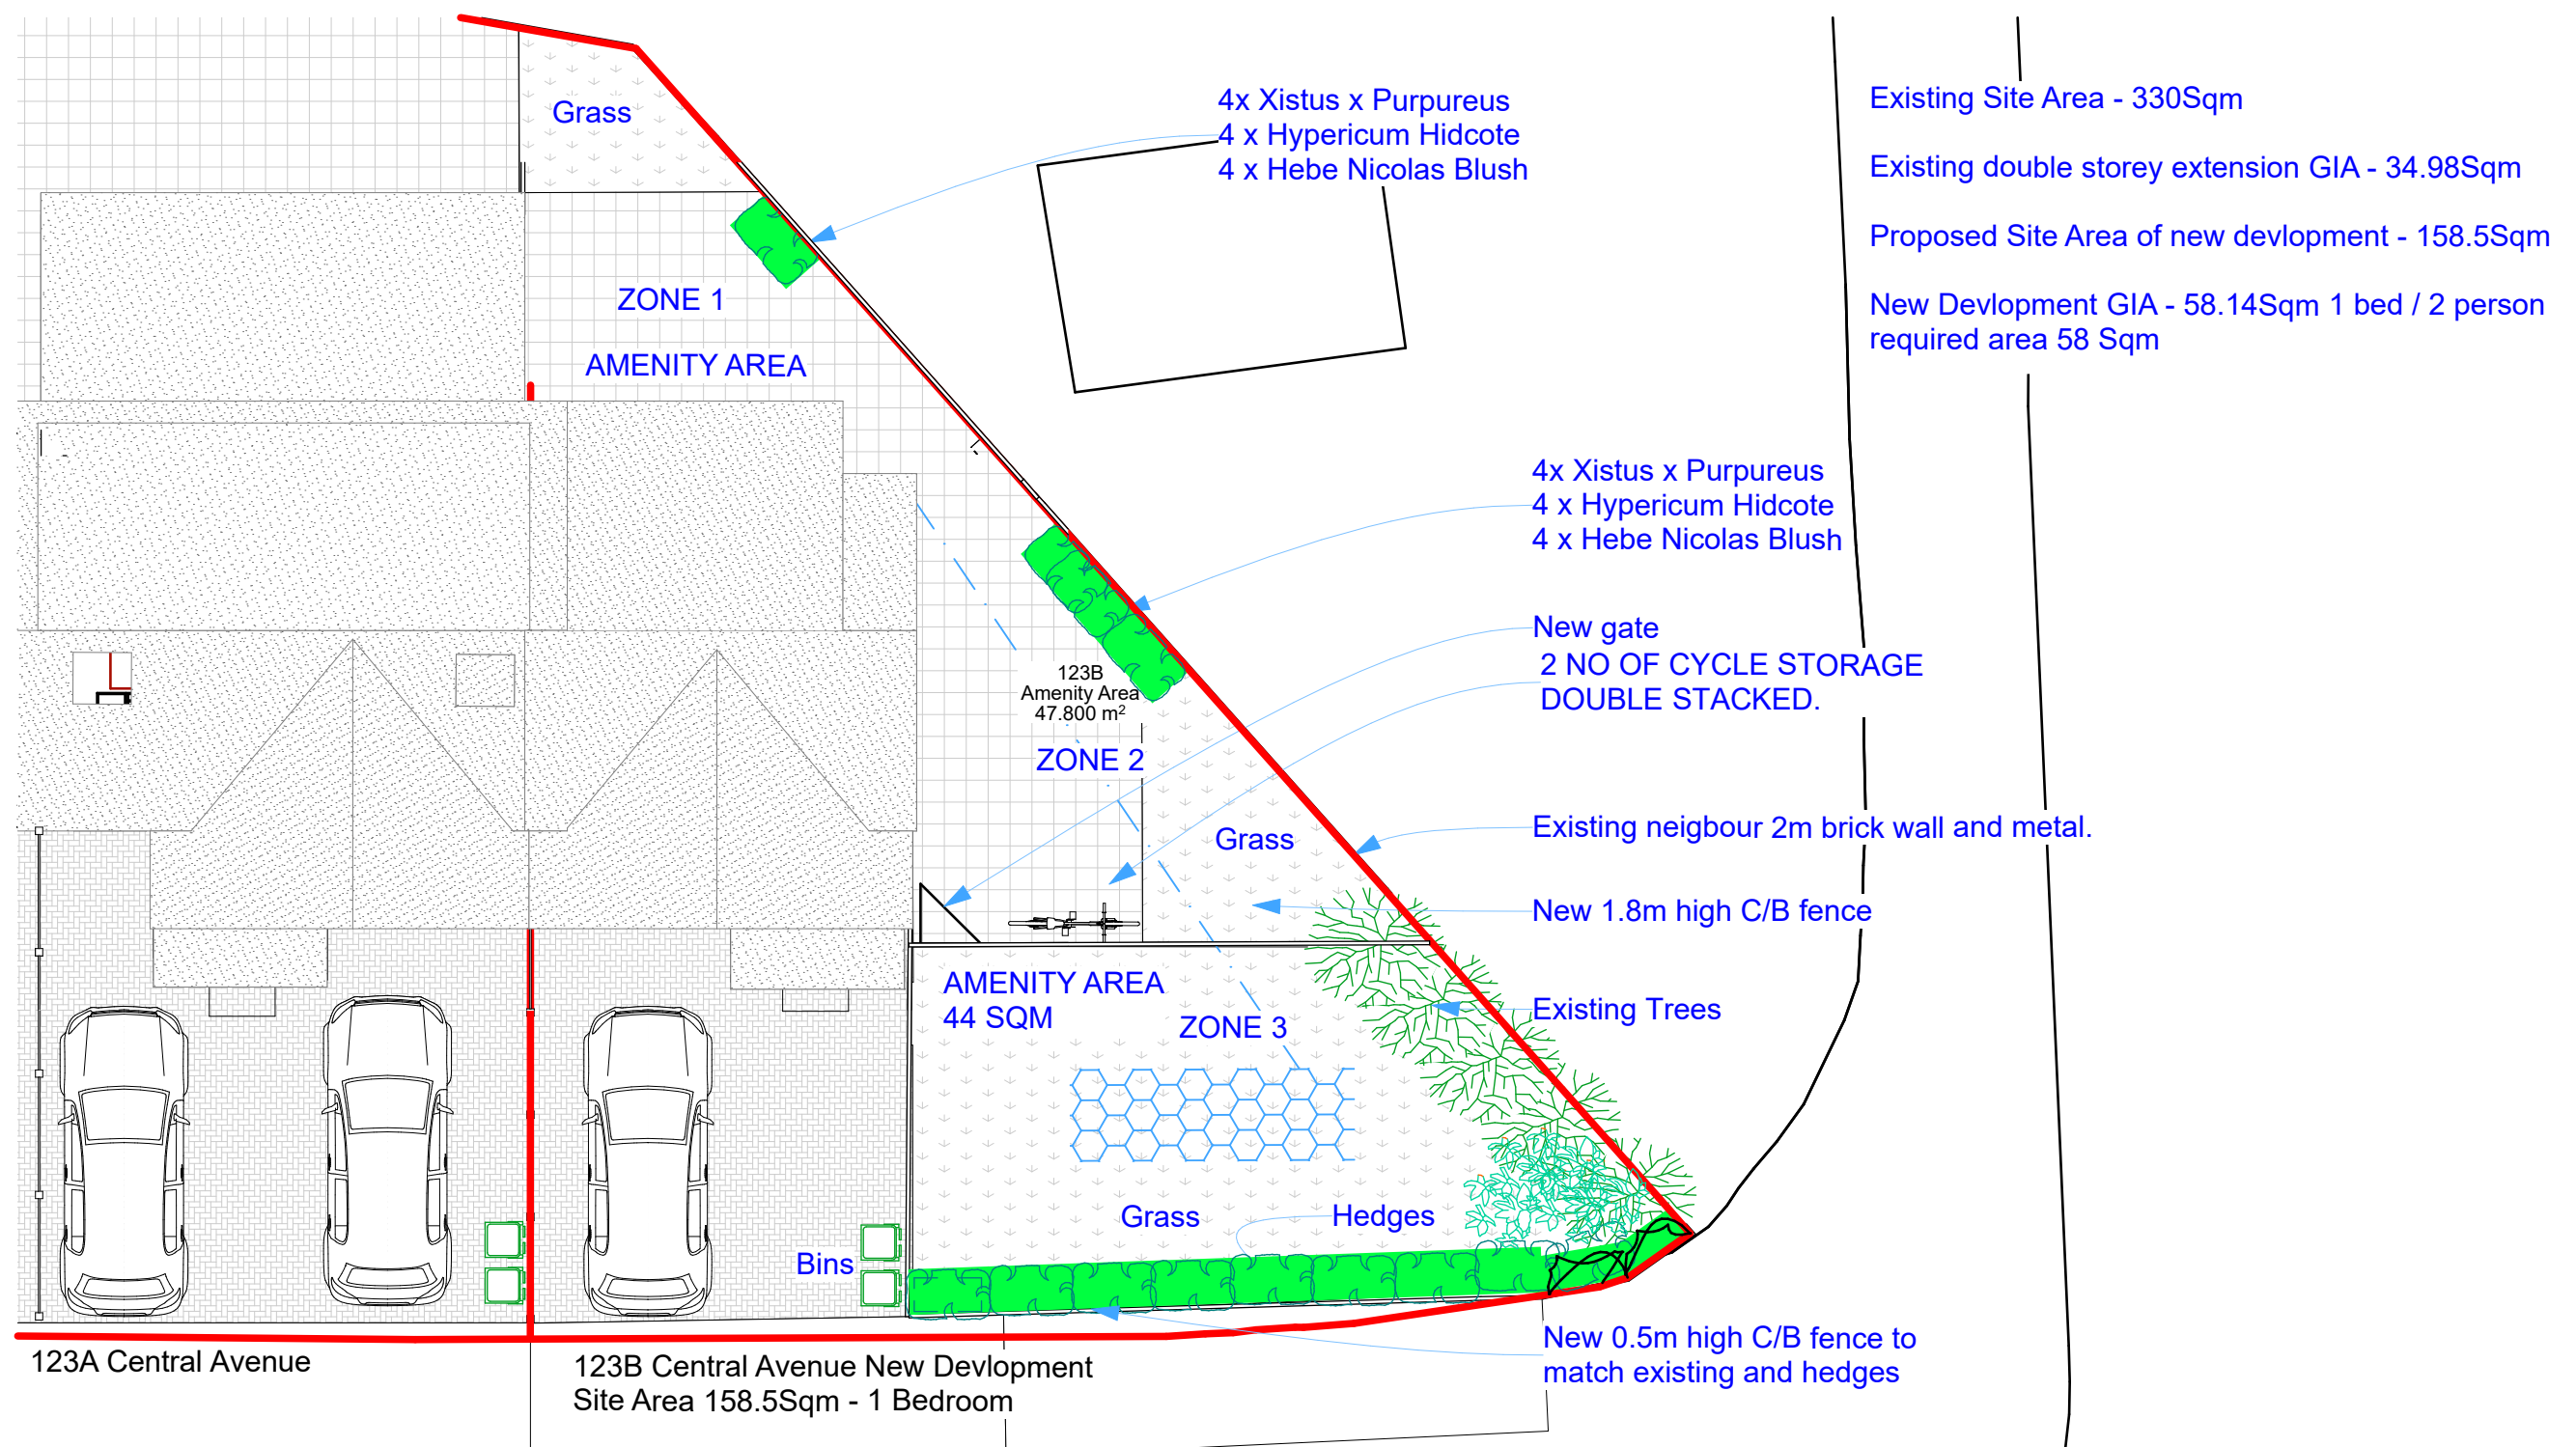 Grass
4x Xistus x Purpureus
4 x Hypericum Hidcote
4 x Hebe Nicolas Blush
Existing Site Area - 330Sqm
Existing double storey extension GIA - 34.98Sqm
Proposed Site Area of new devlopment - 158.5Sqm
New Devlopment GIA - 58.14Sqm 1 bed / 2 person
required area 58 Sqm
ZONE 1
AMENITY AREA
4x Xistus x Purpureus
4 x Hypericum Hidcote
4 x Hebe Nicolas Blush
New gate
2 NO OF CYCLE STORAGE
DOUBLE STACKED.
123B
Amenity Area
47.800 m²
ZONE 2
Grass
Existing neigbour 2m brick wall and metal.
New 1.8m high C/B fence
AMENITY AREA
44 SQM
ZONE 3
Existing Trees
Grass
Hedges
Bins
New 0.5m high C/B fence to
match existing and hedges
123A Central Avenue
123B Central Avenue New Devlopment
Site Area 158.5Sqm - 1 Bedroom